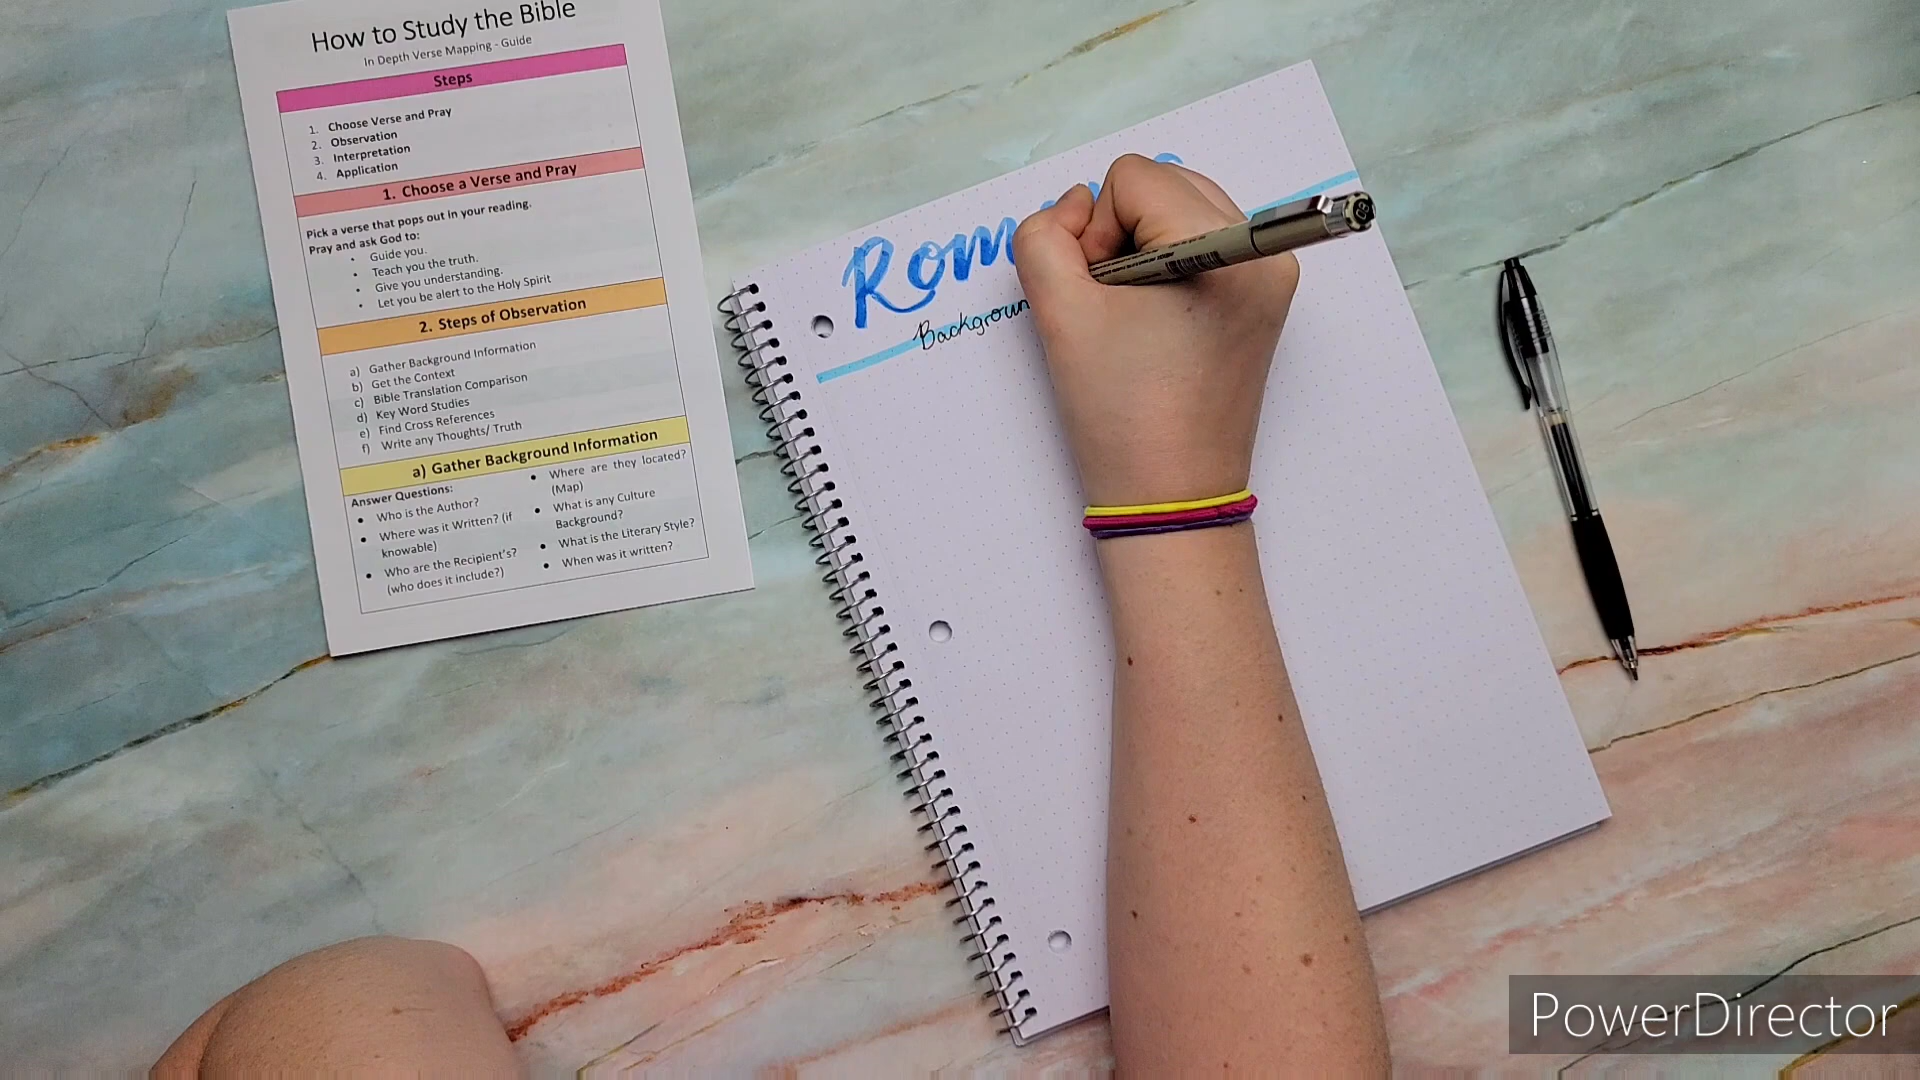 How to Study the Bible
In Depth Verse Mapping - Guide
Steps
1. Choose Verse and Pray
2. Observation
3. Interpretation
4. Application
1. Choose a Verse and Pray
Pick a verse that pops out in your reading.
Pray and ask God to:
• Guide you.
• Teach you the truth.
• Give you understanding.
• Let you be alert to the Holy Spirit
2. Steps of Observation
a) Gather Background Information
b) Get the Context
c) Bible Translation Comparison
d) Key Word Studies
e) Find Cross References
f) Write any Thoughts/ Truth
a) Gather Background Information
Answer Questions:
• Who is the Author?
• Where was it Written? (if
knowable)
• Who are the Recipient's?
(who does it include?)
• Where are they located?
(Map)
• What is any Culture
Background?
• What is the Literary Style?
• When was it written?
Rom
Backgroun
03
PowerDirector